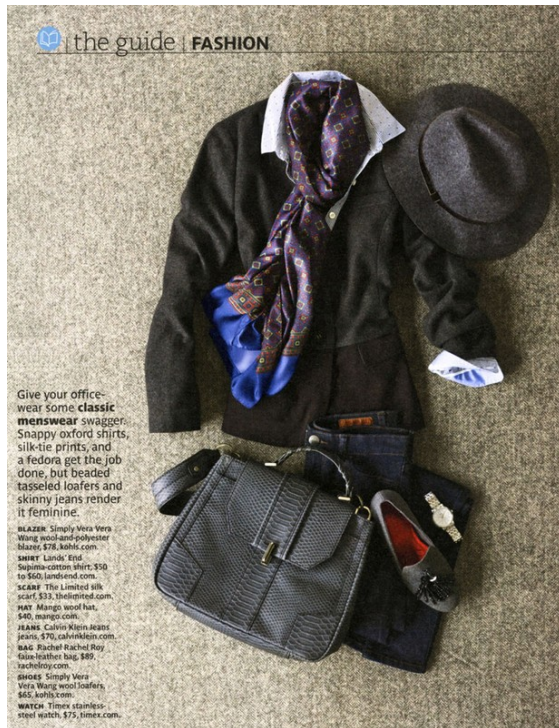 the guide | FASHION
Give your office-
wear some classic
menswear swagger.
Snappy oxford shirts,
silk-tie prints, and
a fedora get the job
done, but beaded
tasseled loafers and
skinny jeans render
it feminine.
BLAZER Simply Vera Vera
Wang wool-and-polyester
blazer, $78, kohls.com.
SHIRT Lands' End
Supima-cotton shirt, $50
to $60, landsend.com.
SCARF The Limited silk
scarf, $33, thelimited.com.
HAT Mango wool hat,
$40, mango.com.
JEANS Calvin Klein Jeans
jeans, $70, calvinklein.com.
BAG Rachel Rachel Roy
faux-leather bag, $89,
rachelroy.com.
SHOES Simply Vera
Vera Wang wool loafers,
$65, kohls.com.
WATCH Timex stainless-
steel watch, $75, timex.com.